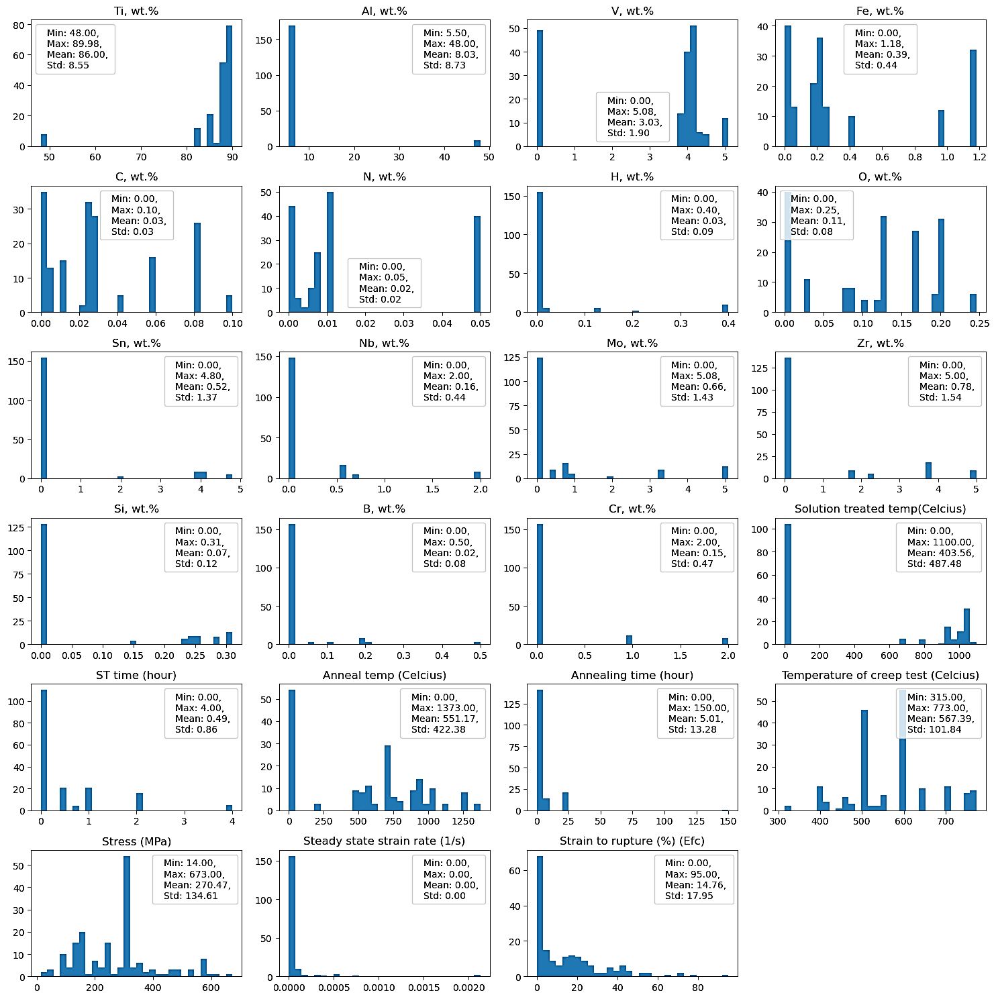 Ti, wt.%
80
60
40
20
0
Min: 48.00,
Max: 89.98,
Mean: 86.00,
Std: 8.55
50 60 70 80 90
Al, wt.%
150
100
50
0
Min: 5.50,
Max: 48.00,
Mean: 8.03,
Std: 8.73
10 20 30 40 50
V, wt.%
50
40
30
20
10
0
Min: 0.00,
Max: 5.08,
Mean: 3.03,
Std: 1.90
0 1 2 3 4 5
Fe, wt.%
40
30
20
10
0
Min: 0.00,
Max: 1.18,
Mean: 0.39,
Std: 0.44
0.0 0.2 0.4 0.6 0.8 1.0 1.2
C, wt.%
30
20
10
0
Min: 0.00,
Max: 0.10,
Mean: 0.03,
Std: 0.03
0.00 0.02 0.04 0.06 0.08 0.10
N, wt.%
50
40
30
20
10
0
Min: 0.00,
Max: 0.05,
Mean: 0.02,
Std: 0.02
0.00 0.01 0.02 0.03 0.04 0.05
H, wt.%
150
100
50
0
Min: 0.00,
Max: 0.40,
Mean: 0.03,
Std: 0.09
0.0 0.1 0.2 0.3 0.4
O, wt.%
40
30
20
10
0
Min: 0.00,
Max: 0.25,
Mean: 0.11,
Std: 0.08
0.00 0.05 0.10 0.15 0.20 0.25
Sn, wt.%
150
100
50
0
Min: 0.00,
Max: 4.80,
Mean: 0.52,
Std: 1.37
0 1 2 3 4 5
Nb, wt.%
150
100
50
0
Min: 0.00,
Max: 2.00,
Mean: 0.16,
Std: 0.44
0.0 0.5 1.0 1.5 2.0
Mo, wt.%
125
100
75
50
25
0
Min: 0.00,
Max: 5.08,
Mean: 0.66,
Std: 1.43
0 1 2 3 4 5
Zr, wt.%
125
100
75
50
25
0
Min: 0.00,
Max: 5.00,
Mean: 0.78,
Std: 1.54
0 1 2 3 4 5
Si, wt.%
125
100
75
50
25
0
Min: 0.00,
Max: 0.31,
Mean: 0.07,
Std: 0.12
0.00 0.05 0.10 0.15 0.20 0.25 0.30
B, wt.%
150
100
50
0
Min: 0.00,
Max: 0.50,
Mean: 0.02,
Std: 0.08
0.0 0.1 0.2 0.3 0.4 0.5
Cr, wt.%
150
100
50
0
Min: 0.00,
Max: 2.00,
Mean: 0.15,
Std: 0.47
0.0 0.5 1.0 1.5 2.0
Solution treated temp(Celcius)
100
80
60
40
20
0
Min: 0.00,
Max: 1100.00,
Mean: 403.56,
Std: 487.48
0 200 400 600 800 1000
ST time (hour)
100
80
60
40
20
0
Min: 0.00,
Max: 4.00,
Mean: 0.49,
Std: 0.86
0 1 2 3 4
Anneal temp (Celcius)
50
40
30
20
10
0
Min: 0.00,
Max: 1373.00,
Mean: 551.17,
Std: 422.38
0 250 500 750 1000 1250
Annealing time (hour)
125
100
75
50
25
0
Min: 0.00,
Max: 150.00,
Mean: 5.01,
Std: 13.28
0 25 50 75 100 125 150
Temperature of creep test (Celcius)
50
40
30
20
10
0
Min: 315.00,
Max: 773.00,
Mean: 567.39,
Std: 101.84
300 400 500 600 700
Stress (MPa)
50
40
30
20
10
0
Min: 14.00,
Max: 673.00,
Mean: 270.47,
Std: 134.61
0 200 400 600
Steady state strain rate (1/s)
150
100
50
0
Min: 0.00,
Max: 0.00,
Mean: 0.00,
Std: 0.00
0.0000 0.0005 0.0010 0.0015 0.0020
Strain to rupture (%) (Efc)
60
40
20
0
Min: 0.00,
Max: 95.00,
Mean: 14.76,
Std: 17.95
0 20 40 60 80